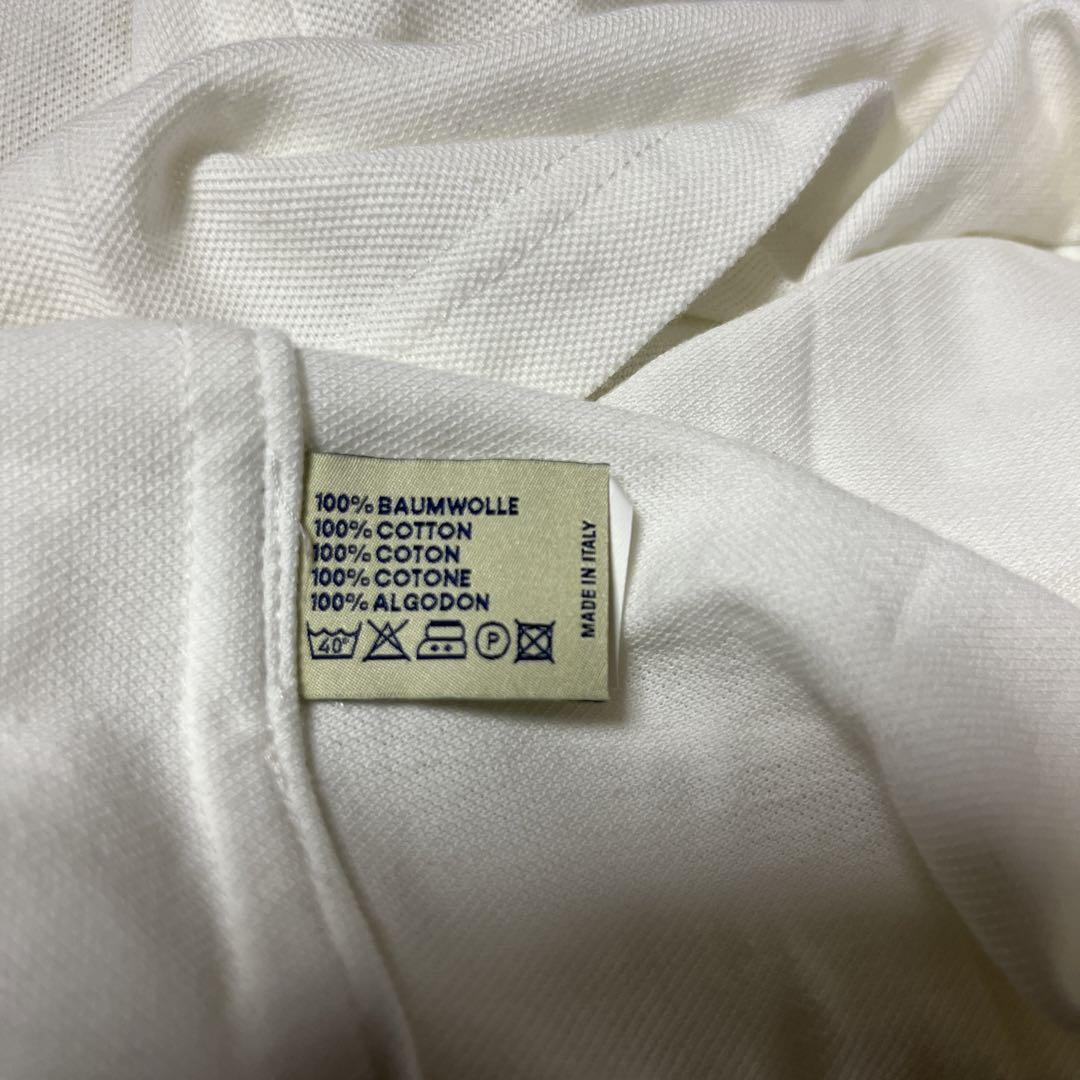 100% BAUMWOLLE
100% COTTON
100% COTON
100% COTONE
100% ALGODON
40°
P
MADE IN ITALY